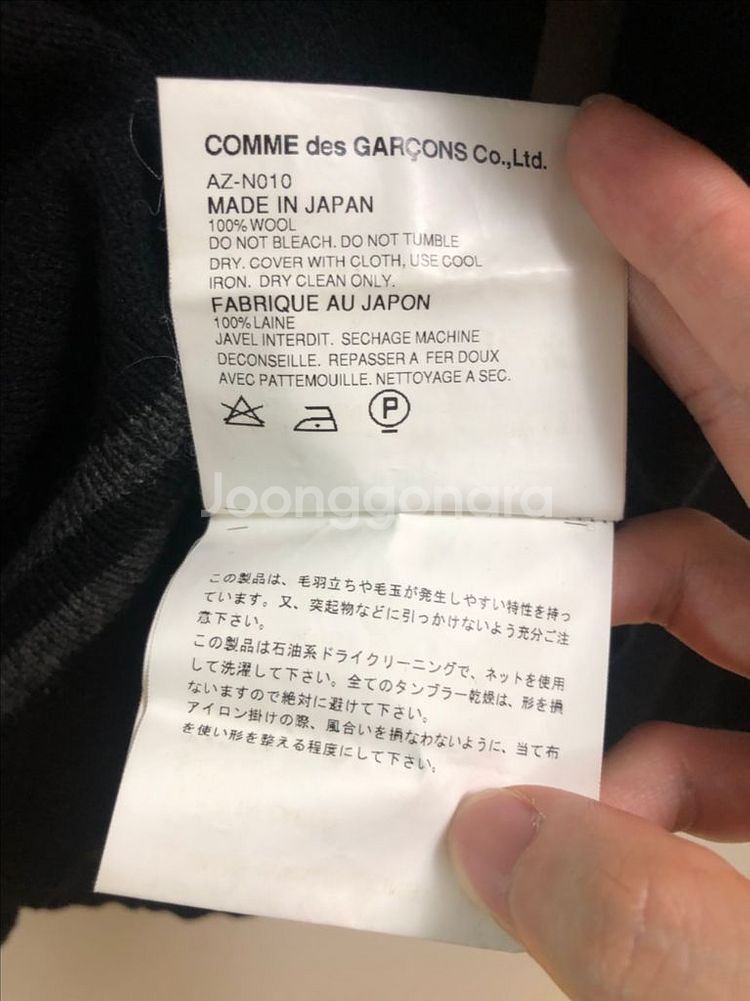 COMME des GARÇONS Co.,Ltd.
AZ-N010
MADE IN JAPAN
100% WOOL
DO NOT BLEACH. DO NOT TUMBLE
DRY. COVER WITH CLOTH, USE COOL
IRON. DRY CLEAN ONLY.
FABRIQUE AU JAPON
100% LAINE
JAVEL INTERDIT. SECHAGE MACHINE
DECONSEILLE. REPASSER A FER DOUX
AVEC PATTEMOUILLE. NETTOYAGE A SEC.
P
Joonggonara
この製品は、毛羽立ちや毛玉が発生しやすい特性を持っ
ています。又、突起物などに引っかけないよう充分ご注
意下さい。
この製品は石油系ドライクリーニングで、ネットを使用
して洗濯して下さい。全てのタンブラー乾燥は、形を損
ないますので絶対に避けて下さい。
アイロン掛けの際、風合いを損なわないように、当て布
を使い形を整える程度にして下さい。